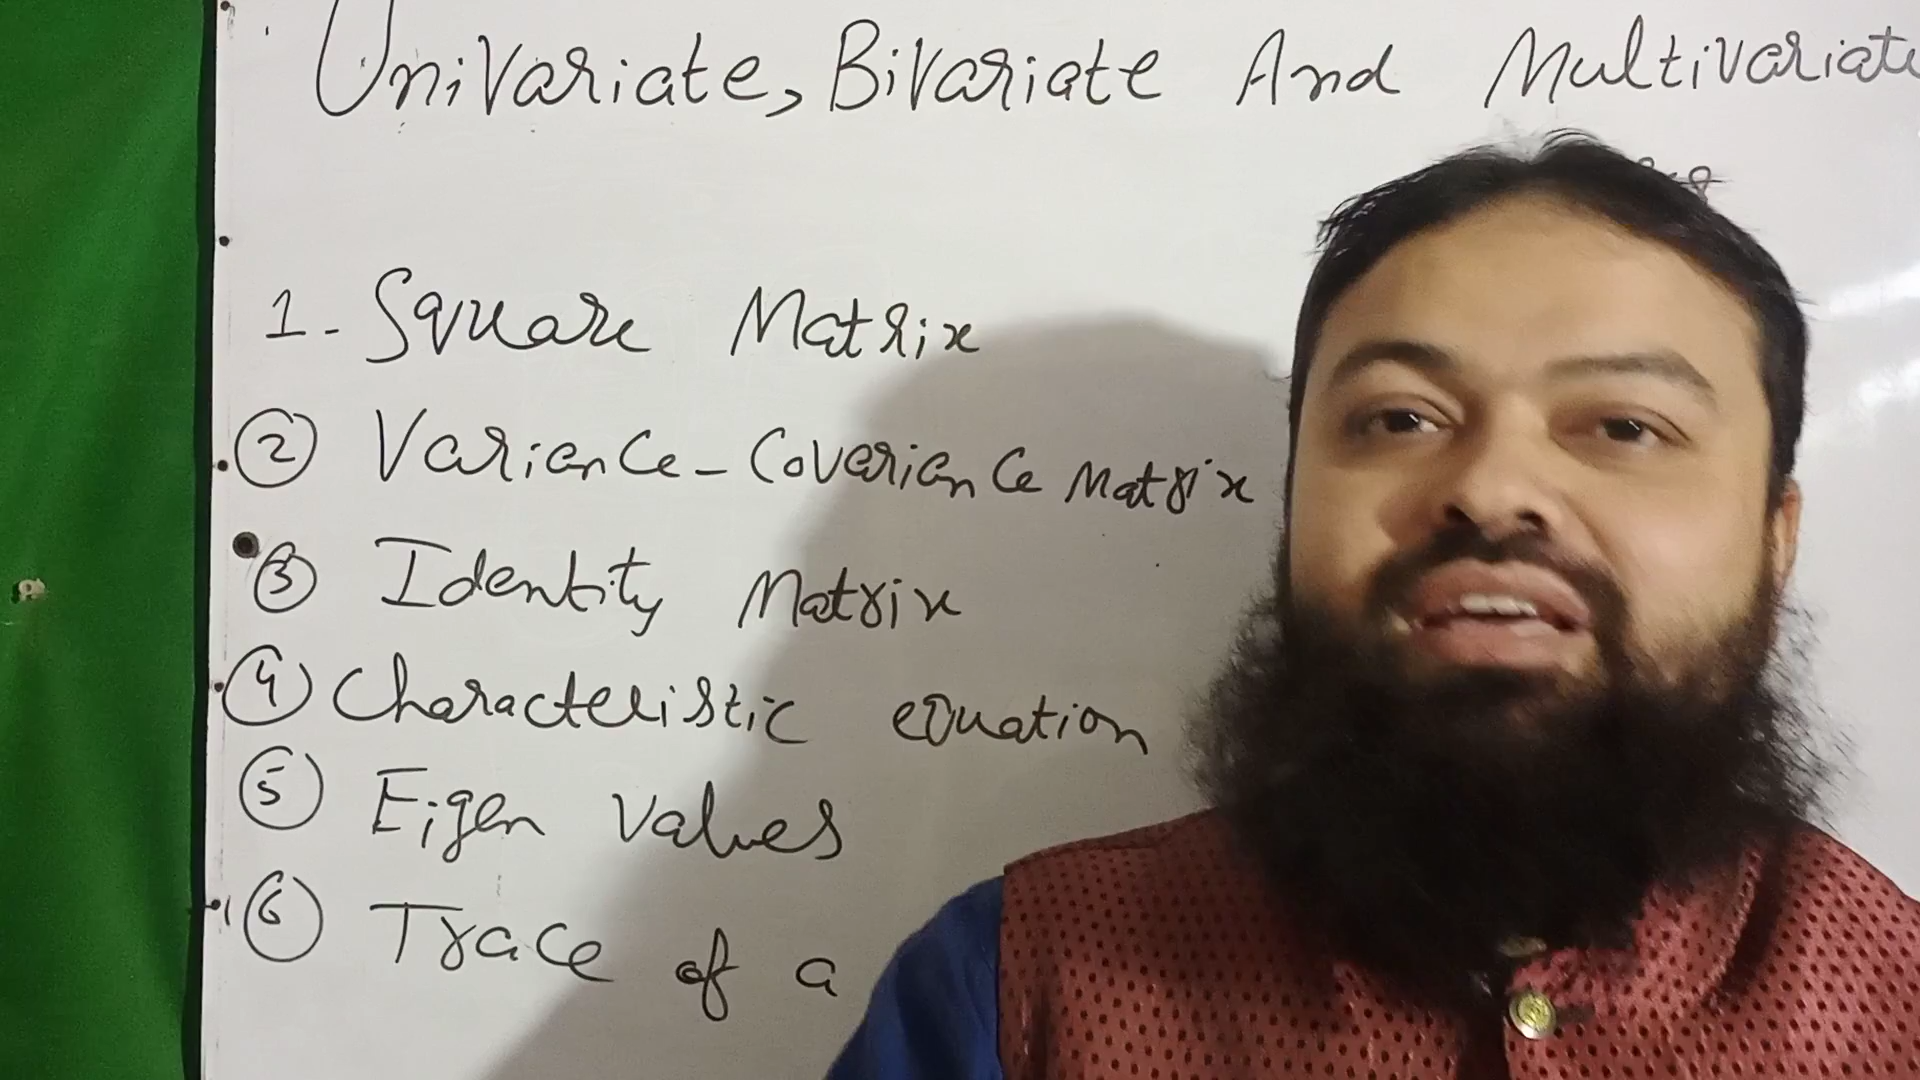 Univariate, Bivariate And Multivariate
1- Square Matrix
② Variance-Covariance Matrix
③ Identity Matrix
④ Characteristic equation
⑤ Eigen Values
⑥ Trace of a